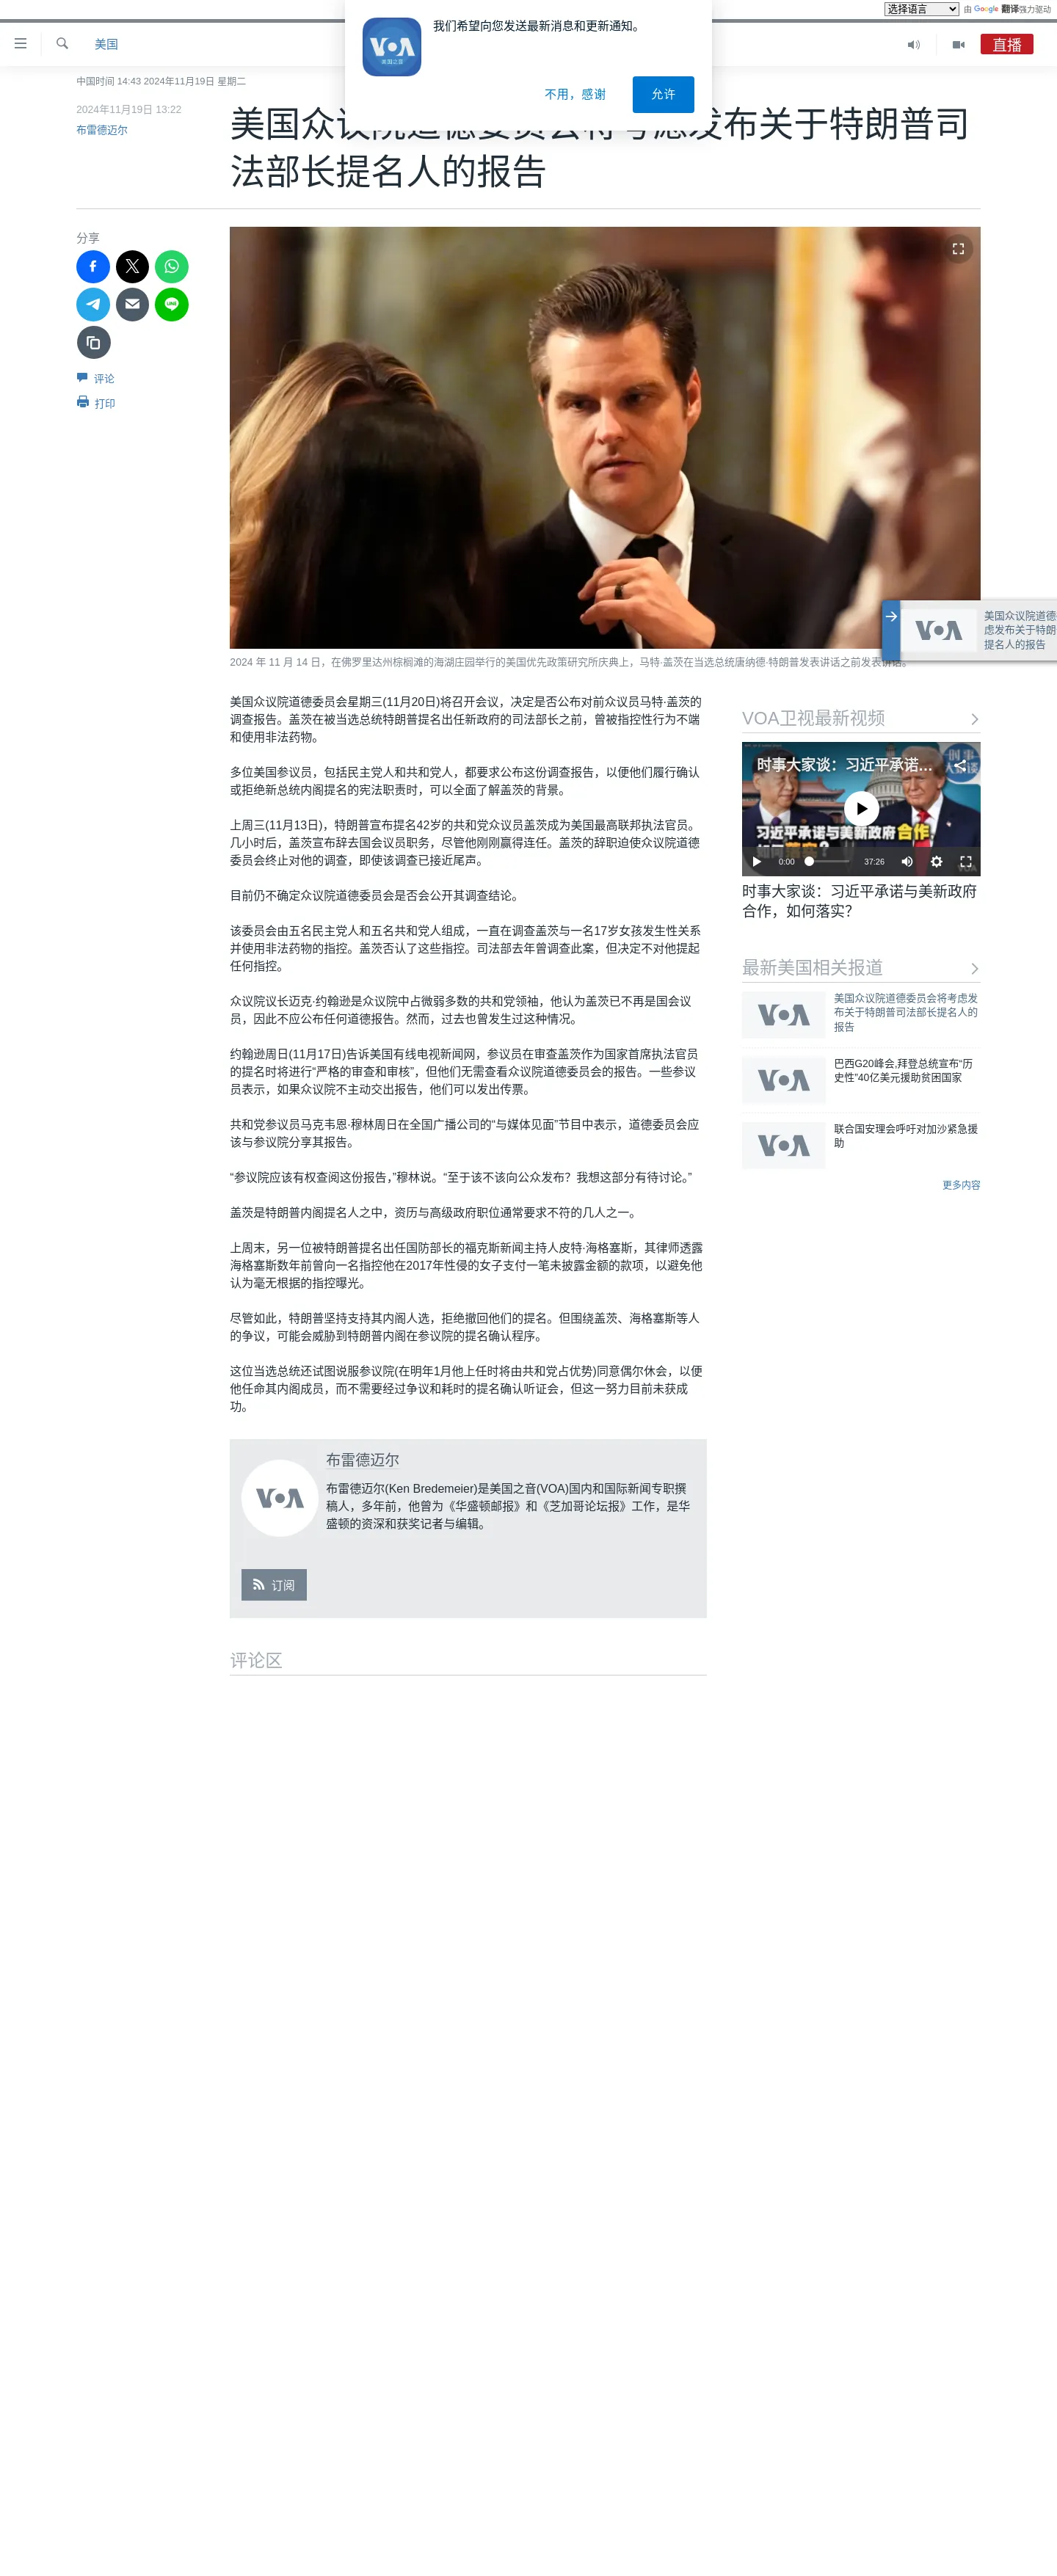 选择语言
由 Google 翻译强力驱动
美国
直播
VOA
美国之音
我们希望向您发送最新消息和更新通知。
不用，感谢
允许
中国时间 14:43 2024年11月19日 星期二
2024年11月19日 13:22
布雷德迈尔
美国众议院道德委员会将考虑发布关于特朗普司
法部长提名人的报告
分享
评论
打印
VOA
美国众议院道德
虑发布关于特朗
提名人的报告
2024 年 11 月 14 日，在佛罗里达州棕榈滩的海湖庄园举行的美国优先政策研究所庆典上，马特·盖茨在当选总统唐纳德·特朗普发表讲话之前发表讲话。
美国众议院道德委员会星期三(11月20日)将召开会议，决定是否公布对前众议员马特·盖茨的
调查报告。盖茨在被当选总统特朗普提名出任新政府的司法部长之前，曾被指控性行为不端
和使用非法药物。
多位美国参议员，包括民主党人和共和党人，都要求公布这份调查报告，以便他们履行确认
或拒绝新总统内阁提名的宪法职责时，可以全面了解盖茨的背景。
上周三(11月13日)，特朗普宣布提名42岁的共和党众议员盖茨成为美国最高联邦执法官员。
几小时后，盖茨宣布辞去国会议员职务，尽管他刚刚赢得连任。盖茨的辞职迫使众议院道德
委员会终止对他的调查，即使该调查已接近尾声。
目前仍不确定众议院道德委员会是否会公开其调查结论。
该委员会由五名民主党人和五名共和党人组成，一直在调查盖茨与一名17岁女孩发生性关系
并使用非法药物的指控。盖茨否认了这些指控。司法部去年曾调查此案，但决定不对他提起
任何指控。
众议院议长迈克·约翰逊是众议院中占微弱多数的共和党领袖，他认为盖茨已不再是国会议
员，因此不应公布任何道德报告。然而，过去也曾发生过这种情况。
约翰逊周日(11月17日)告诉美国有线电视新闻网，参议员在审查盖茨作为国家首席执法官员
的提名时将进行“严格的审查和审核”，但他们无需查看众议院道德委员会的报告。一些参议
员表示，如果众议院不主动交出报告，他们可以发出传票。
共和党参议员马克韦恩·穆林周日在全国广播公司的“与媒体见面”节目中表示，道德委员会应
该与参议院分享其报告。
“参议院应该有权查阅这份报告，”穆林说。“至于该不该向公众发布？我想这部分有待讨论。”
盖茨是特朗普内阁提名人之中，资历与高级政府职位通常要求不符的几人之一。
上周末，另一位被特朗普提名出任国防部长的福克斯新闻主持人皮特·海格塞斯，其律师透露
海格塞斯数年前曾向一名指控他在2017年性侵的女子支付一笔未披露金额的款项，以避免他
认为毫无根据的指控曝光。
尽管如此，特朗普坚持支持其内阁人选，拒绝撤回他们的提名。但围绕盖茨、海格塞斯等人
的争议，可能会威胁到特朗普内阁在参议院的提名确认程序。
这位当选总统还试图说服参议院(在明年1月他上任时将由共和党占优势)同意偶尔休会，以便
他任命其内阁成员，而不需要经过争议和耗时的提名确认听证会，但这一努力目前未获成
功。
VOA
布雷德迈尔
布雷德迈尔(Ken Bredemeier)是美国之音(VOA)国内和国际新闻专职撰
稿人，多年前，他曾为《华盛顿邮报》和《芝加哥论坛报》工作，是华
盛顿的资深和获奖记者与编辑。
订阅
评论区
VOA卫视最新视频
时事大家谈：习近平承诺…
习近平承诺与美新政府合作
如何落实？
0:00
37:26
时事大家谈：习近平承诺与美新政府
合作，如何落实？
最新美国相关报道
VOA
美国众议院道德委员会将考虑发
布关于特朗普司法部长提名人的
报告
VOA
巴西G20峰会,拜登总统宣布“历
史性”40亿美元援助贫困国家
VOA
联合国安理会呼吁对加沙紧急援
助
更多内容